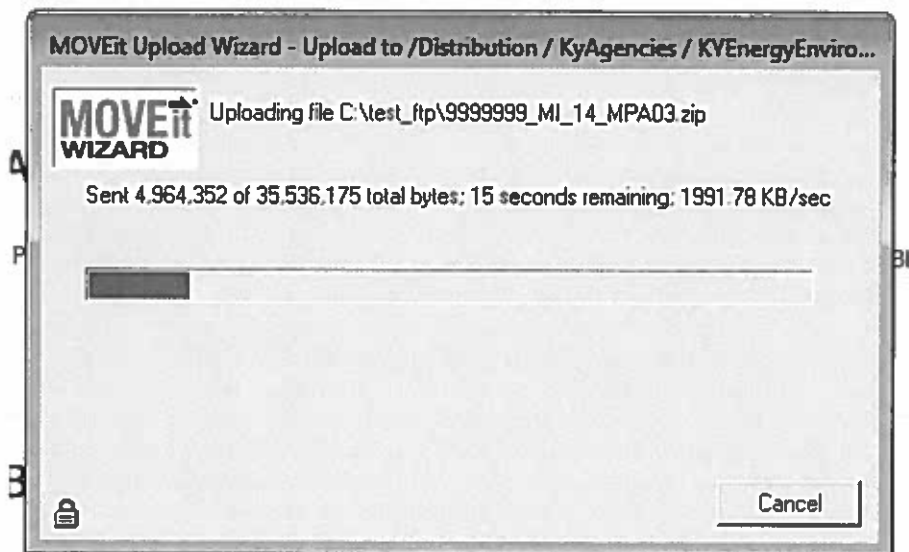 MOVEit Upload Wizard - Upload to /Distribution / KyAgencies / KYEnergyEnviro...
MOVEit
WIZARD
Uploading file C:\test_ftp\9999999_MI_14_MPA03.zip
Sent 4,964,352 of 35,536,175 total bytes; 15 seconds remaining; 1991.78 KB/sec
P
B
Cancel